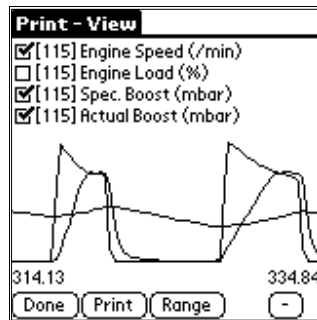 Print - View
[115] Engine Speed (/min)
[115] Engine Load (%)
[115] Spec. Boost (mbar)
[115] Actual Boost (mbar)
314.13 334.84
Done Print Range -